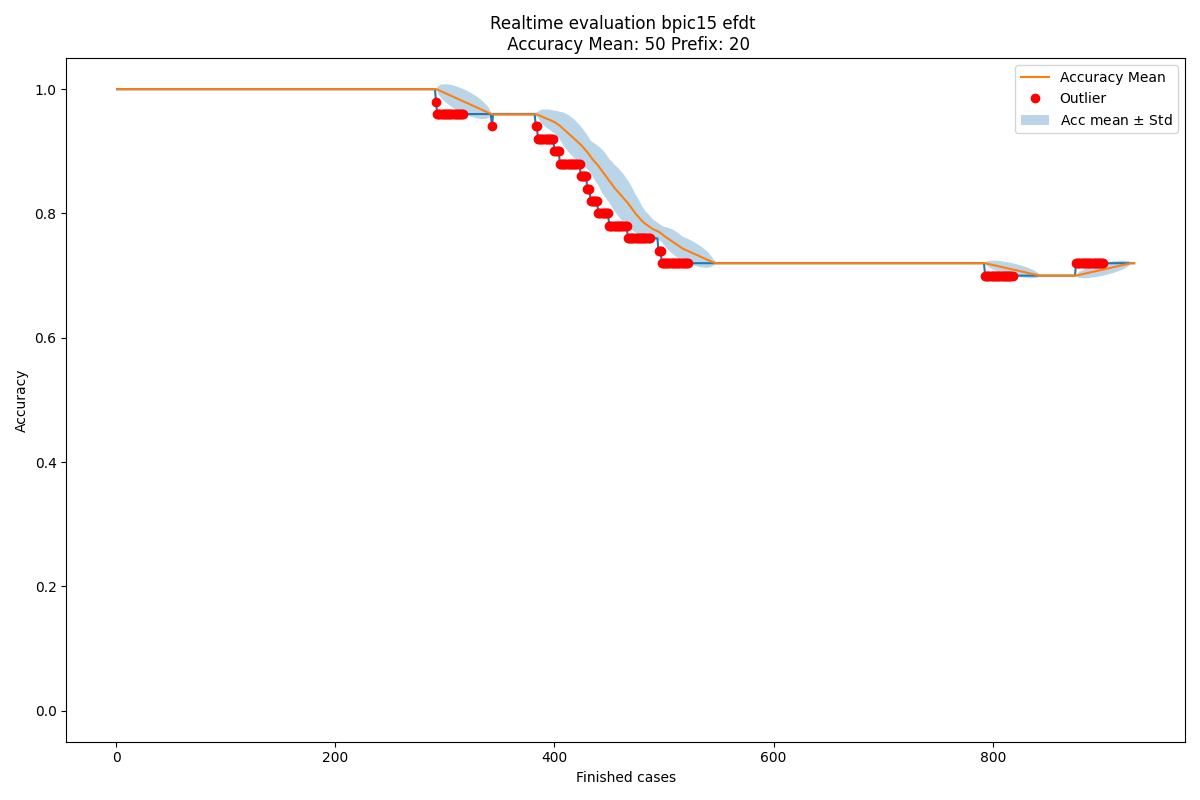 Realtime evaluation bpic15 efdt
Accuracy Mean: 50 Prefix: 20
Accuracy Mean
Outlier
Acc mean ± Std
1.0
0.8
0.6
0.4
0.2
0.0
Accuracy
0
200
400
600
800
Finished cases